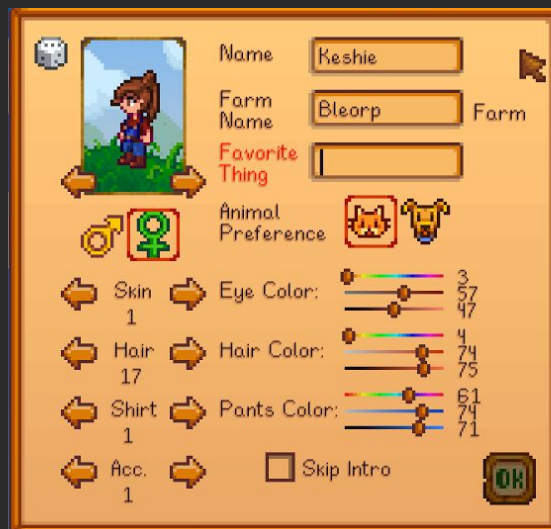 Name Keshie
Farm Name Bleorp Farm
Favorite Thing
Animal Preference
Skin 1
Eye Color: 3 57 47
Hair 17
Hair Color: 4 74 75
Shirt 1
Pants Color: 61 74 71
Acc. 1
Skip Intro
OK